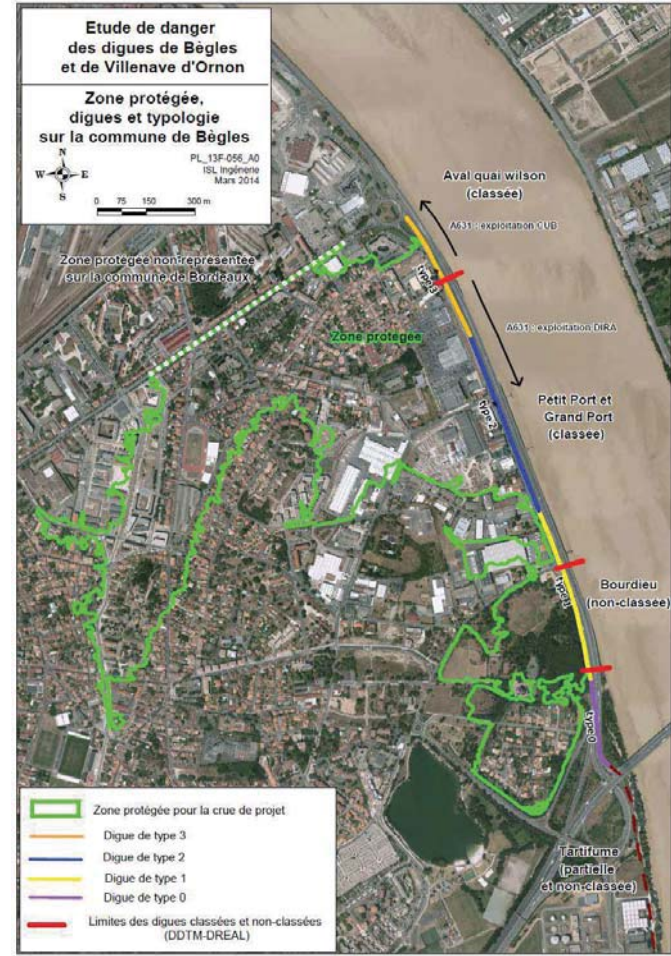 Etude de danger
des digues de Bègles
et de Villenave d'Ornon
Zone protégée,
digues et typologie
sur la commune de Bègles
N
W E
S
PL_13F-056_A0
ISL Ingénerie
Mars 2014
0 75 150 300 m
Aval quai wilson
(classée)
A631 : exploitation CUB
Zone protégée non-représentée
sur la commune de Bordeaux
type 3
Zone protégée
A631 : exploitation DIRA
Petit Port et
Grand Port
(classée)
type 2
Bourdieu
(non-classée)
type 1
type 0
Tartifume
(partielle
et non-classée)
Zone protégée pour la crue de projet
Digue de type 3
Digue de type 2
Digue de type 1
Digue de type 0
Limites des digues classées et non-classées
(DDTM-DREAL)